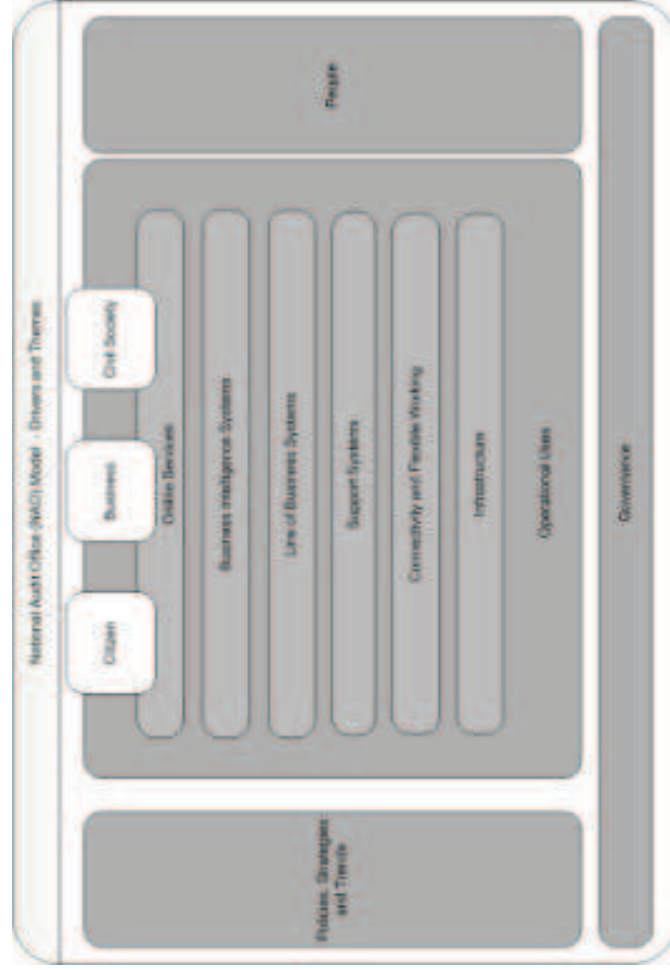 National Audit Office (NAO) Model - Drivers and Themes
Citizen
Business
Civil Society
Online Services
Business Intelligence Systems
Line of Business Systems
Support Systems
Connectivity and Flexible Working
Infrastructure
Operational Uses
Policies, Strategies
and Trends
People
Governance